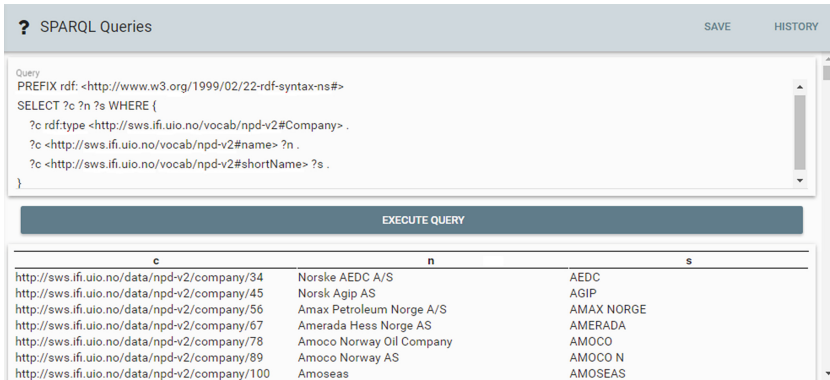 ? SPARQL Queries SAVE HISTORY
Query
PREFIX rdf: <http://www.w3.org/1999/02/22-rdf-syntax-ns#>
SELECT ?c ?n ?s WHERE {
?c rdf:type <http://sws.ifi.uio.no/vocab/npd-v2#Company> .
?c <http://sws.ifi.uio.no/vocab/npd-v2#name> ?n .
?c <http://sws.ifi.uio.no/vocab/npd-v2#shortName> ?s .
}
EXECUTE QUERY
c n s
http://sws.ifi.uio.no/data/npd-v2/company/34 Norske AEDC A/S AEDC
http://sws.ifi.uio.no/data/npd-v2/company/45 Norsk Agip AS AGIP
http://sws.ifi.uio.no/data/npd-v2/company/56 Amax Petroleum Norge A/S AMAX NORGE
http://sws.ifi.uio.no/data/npd-v2/company/67 Amerada Hess Norge AS AMERADA
http://sws.ifi.uio.no/data/npd-v2/company/78 Amoco Norway Oil Company AMOCO
http://sws.ifi.uio.no/data/npd-v2/company/89 Amoco Norway AS AMOCO N
http://sws.ifi.uio.no/data/npd-v2/company/100 Amoseas AMOSEAS